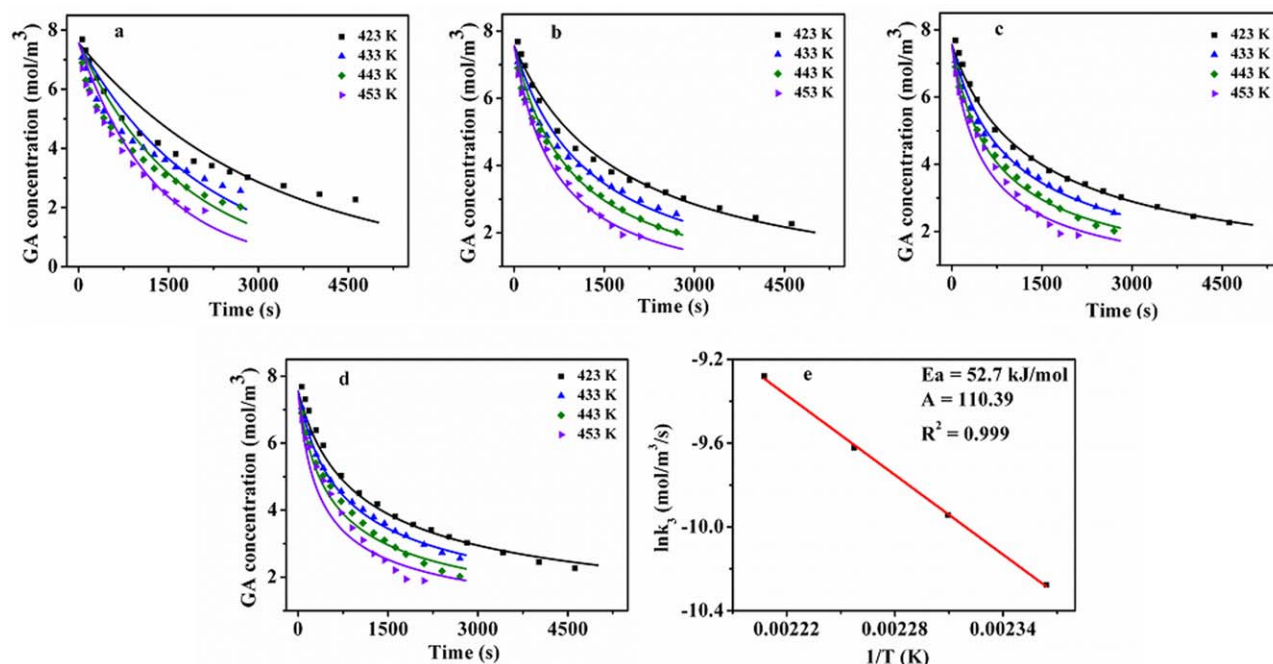 a
423 K
433 K
443 K
453 K
GA concentration (mol/m³)
8
6
4
2
0
0 1500 3000 4500
Time (s)
b
423 K
433 K
443 K
453 K
GA concentration (mol/m³)
8
6
4
2
0 1500 3000 4500
Time (s)
c
423 K
433 K
443 K
453 K
GA concentration (mol/m³)
8
6
4
2
0 1500 3000 4500
Time (s)
d
423 K
433 K
443 K
453 K
GA concentration (mol/m³)
8
6
4
2
0 1500 3000 4500
Time (s)
e
Ea = 52.7 kJ/mol
A = 110.39
R² = 0.999
lnk₃ (mol/m³/s)
-9.2
-9.6
-10.0
-10.4
0.00222 0.00228 0.00234
1/T (K)